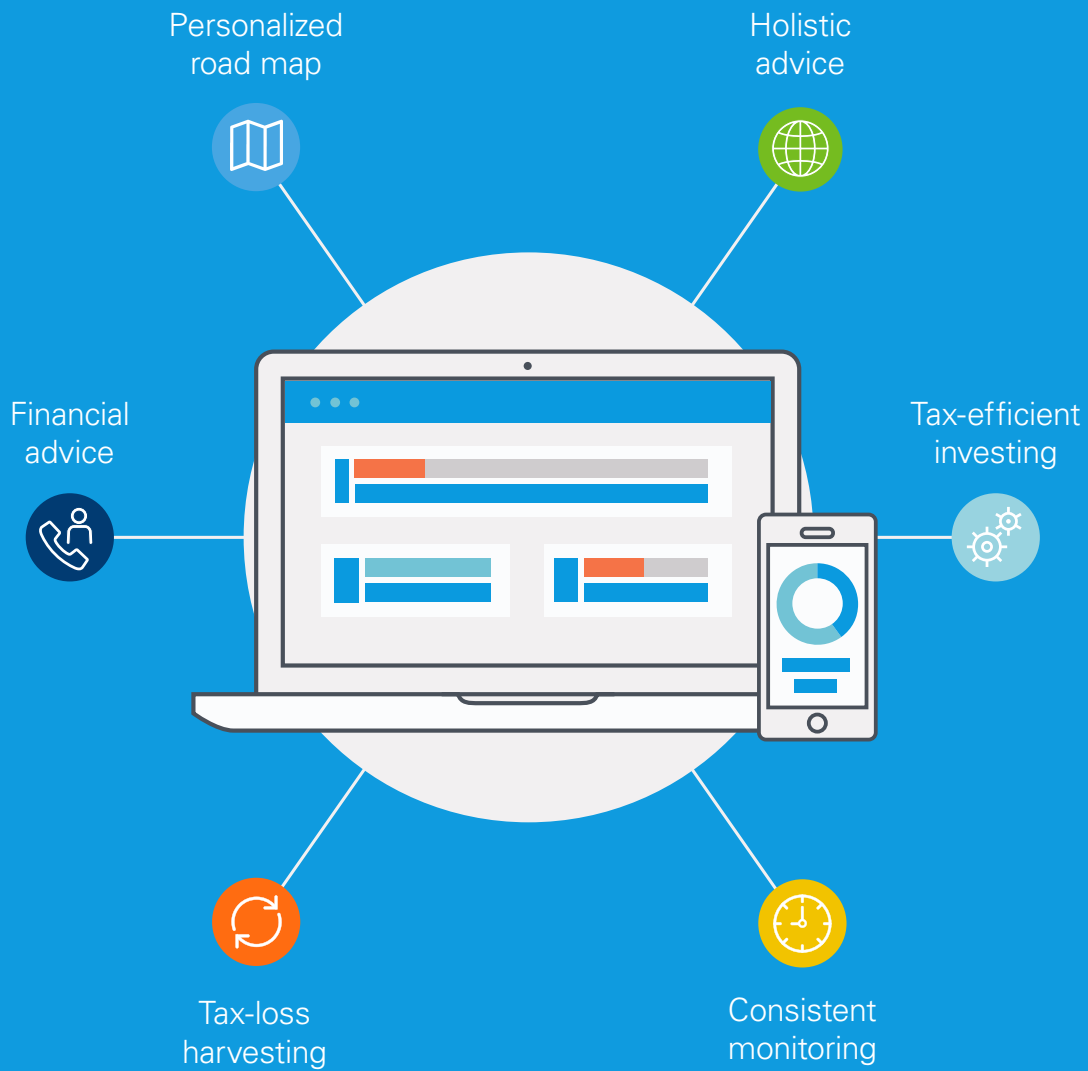 Personalized
road map
Holistic
advice
Financial
advice
Tax-efficient
investing
Tax-loss
harvesting
Consistent
monitoring